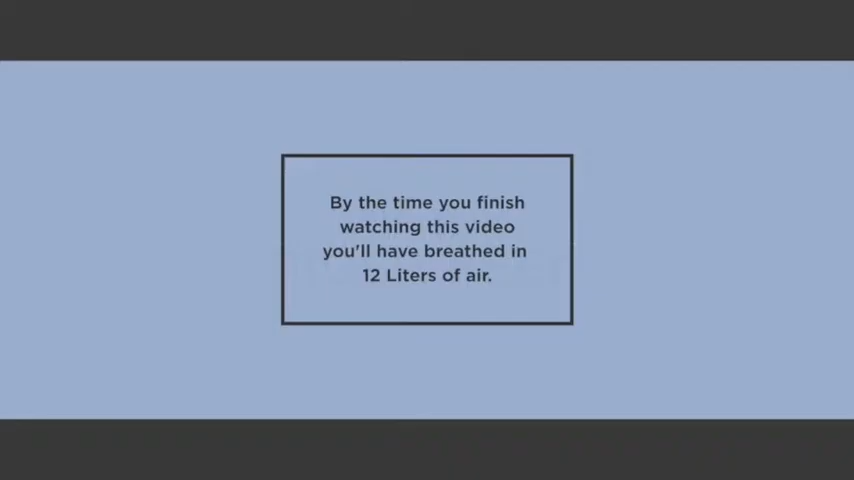 By the time you finish
watching this video
you'll have breathed in
12 Liters of air.